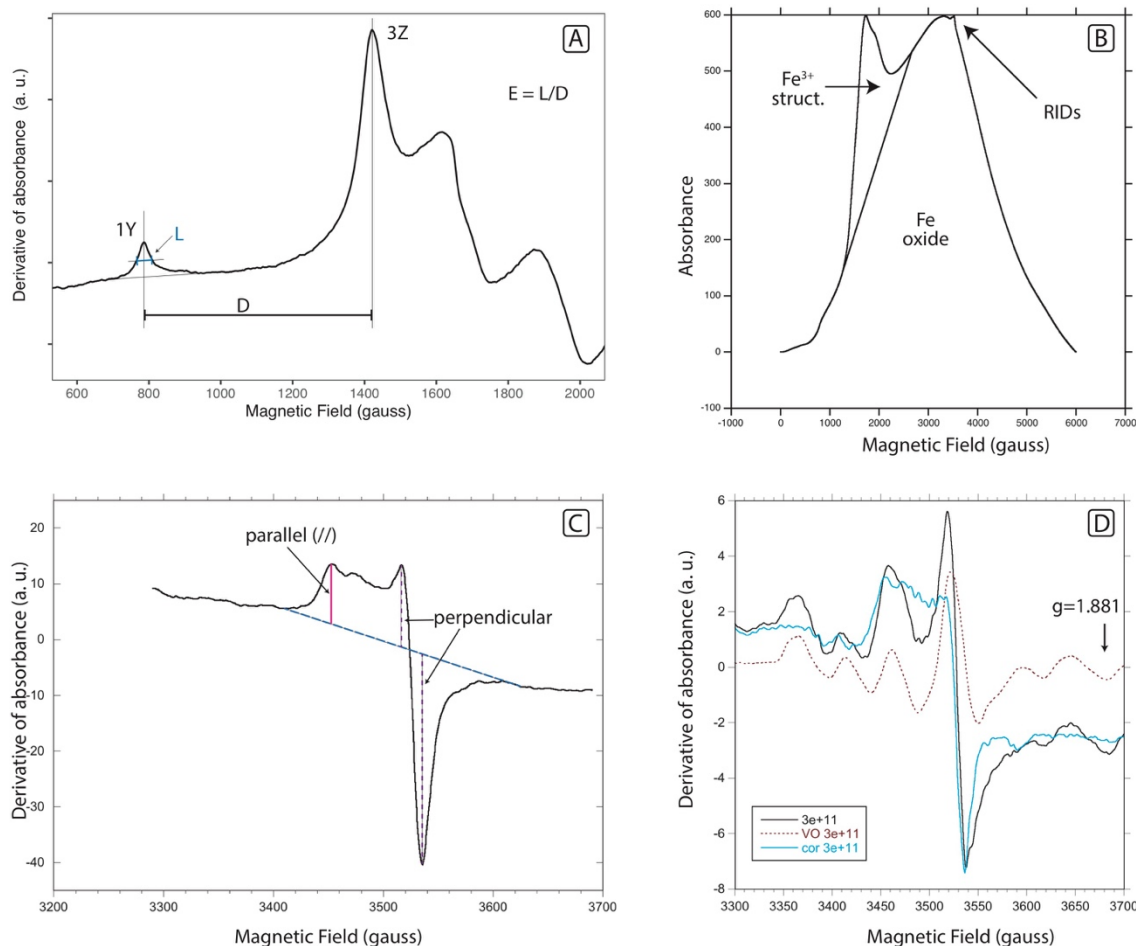 A
3Z
E = L/D
1Y
L
D
Derivative of absorbance (a. u.)
600
800
1000
1200
1400
1600
1800
2000
Magnetic Field (gauss)
B
600
500
400
300
200
100
0
-100
Fe³⁺
struct.
RIDs
Fe
oxide
Absorbance
-1000
0
1000
2000
3000
4000
5000
6000
7000
Magnetic Field (gauss)
C
20
10
0
-10
-20
-30
-40
parallel (//)
perpendicular
Derivative of absorbance (a. u.)
3200
3300
3400
3500
3600
3700
Magnetic Field (gauss)
D
6
4
2
0
-2
-4
-6
-8
g=1.881
Derivative of absorbance (a. u.)
3e+11
VO 3e+11
cor 3e+11
3300
3350
3400
3450
3500
3550
3600
3650
3700
Magnetic Field (gauss)